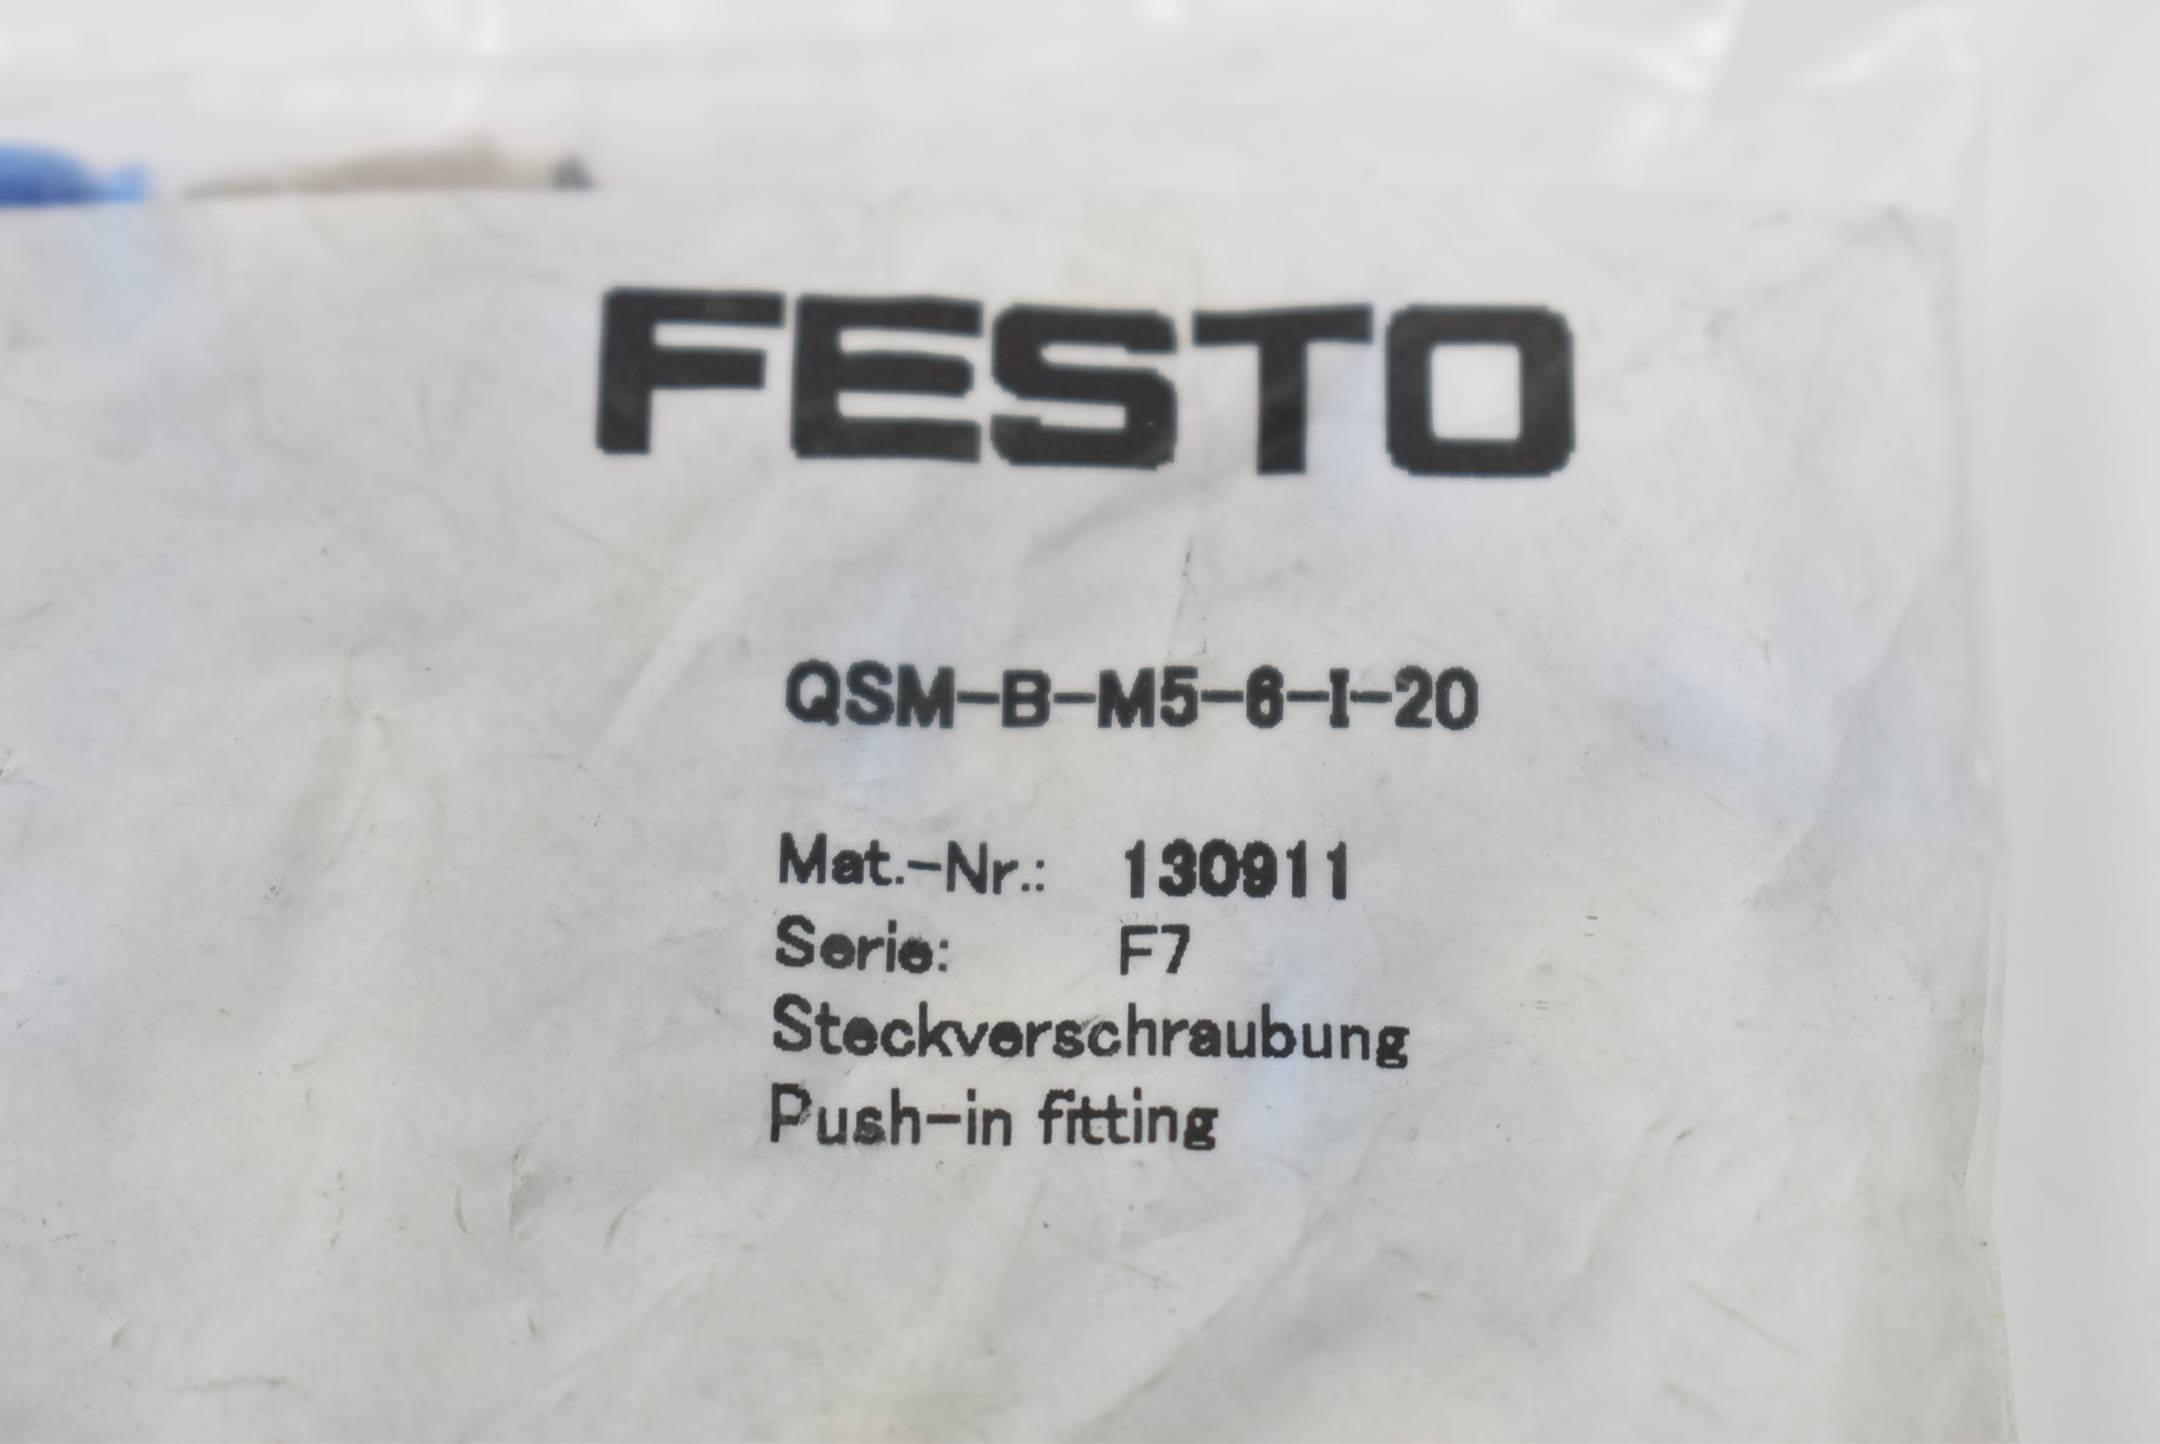 FESTO
QSM-B-M5-6-I-20
Mat.-Nr.: 130911
Serie: F7
Steckverschraubung
Push-in fitting